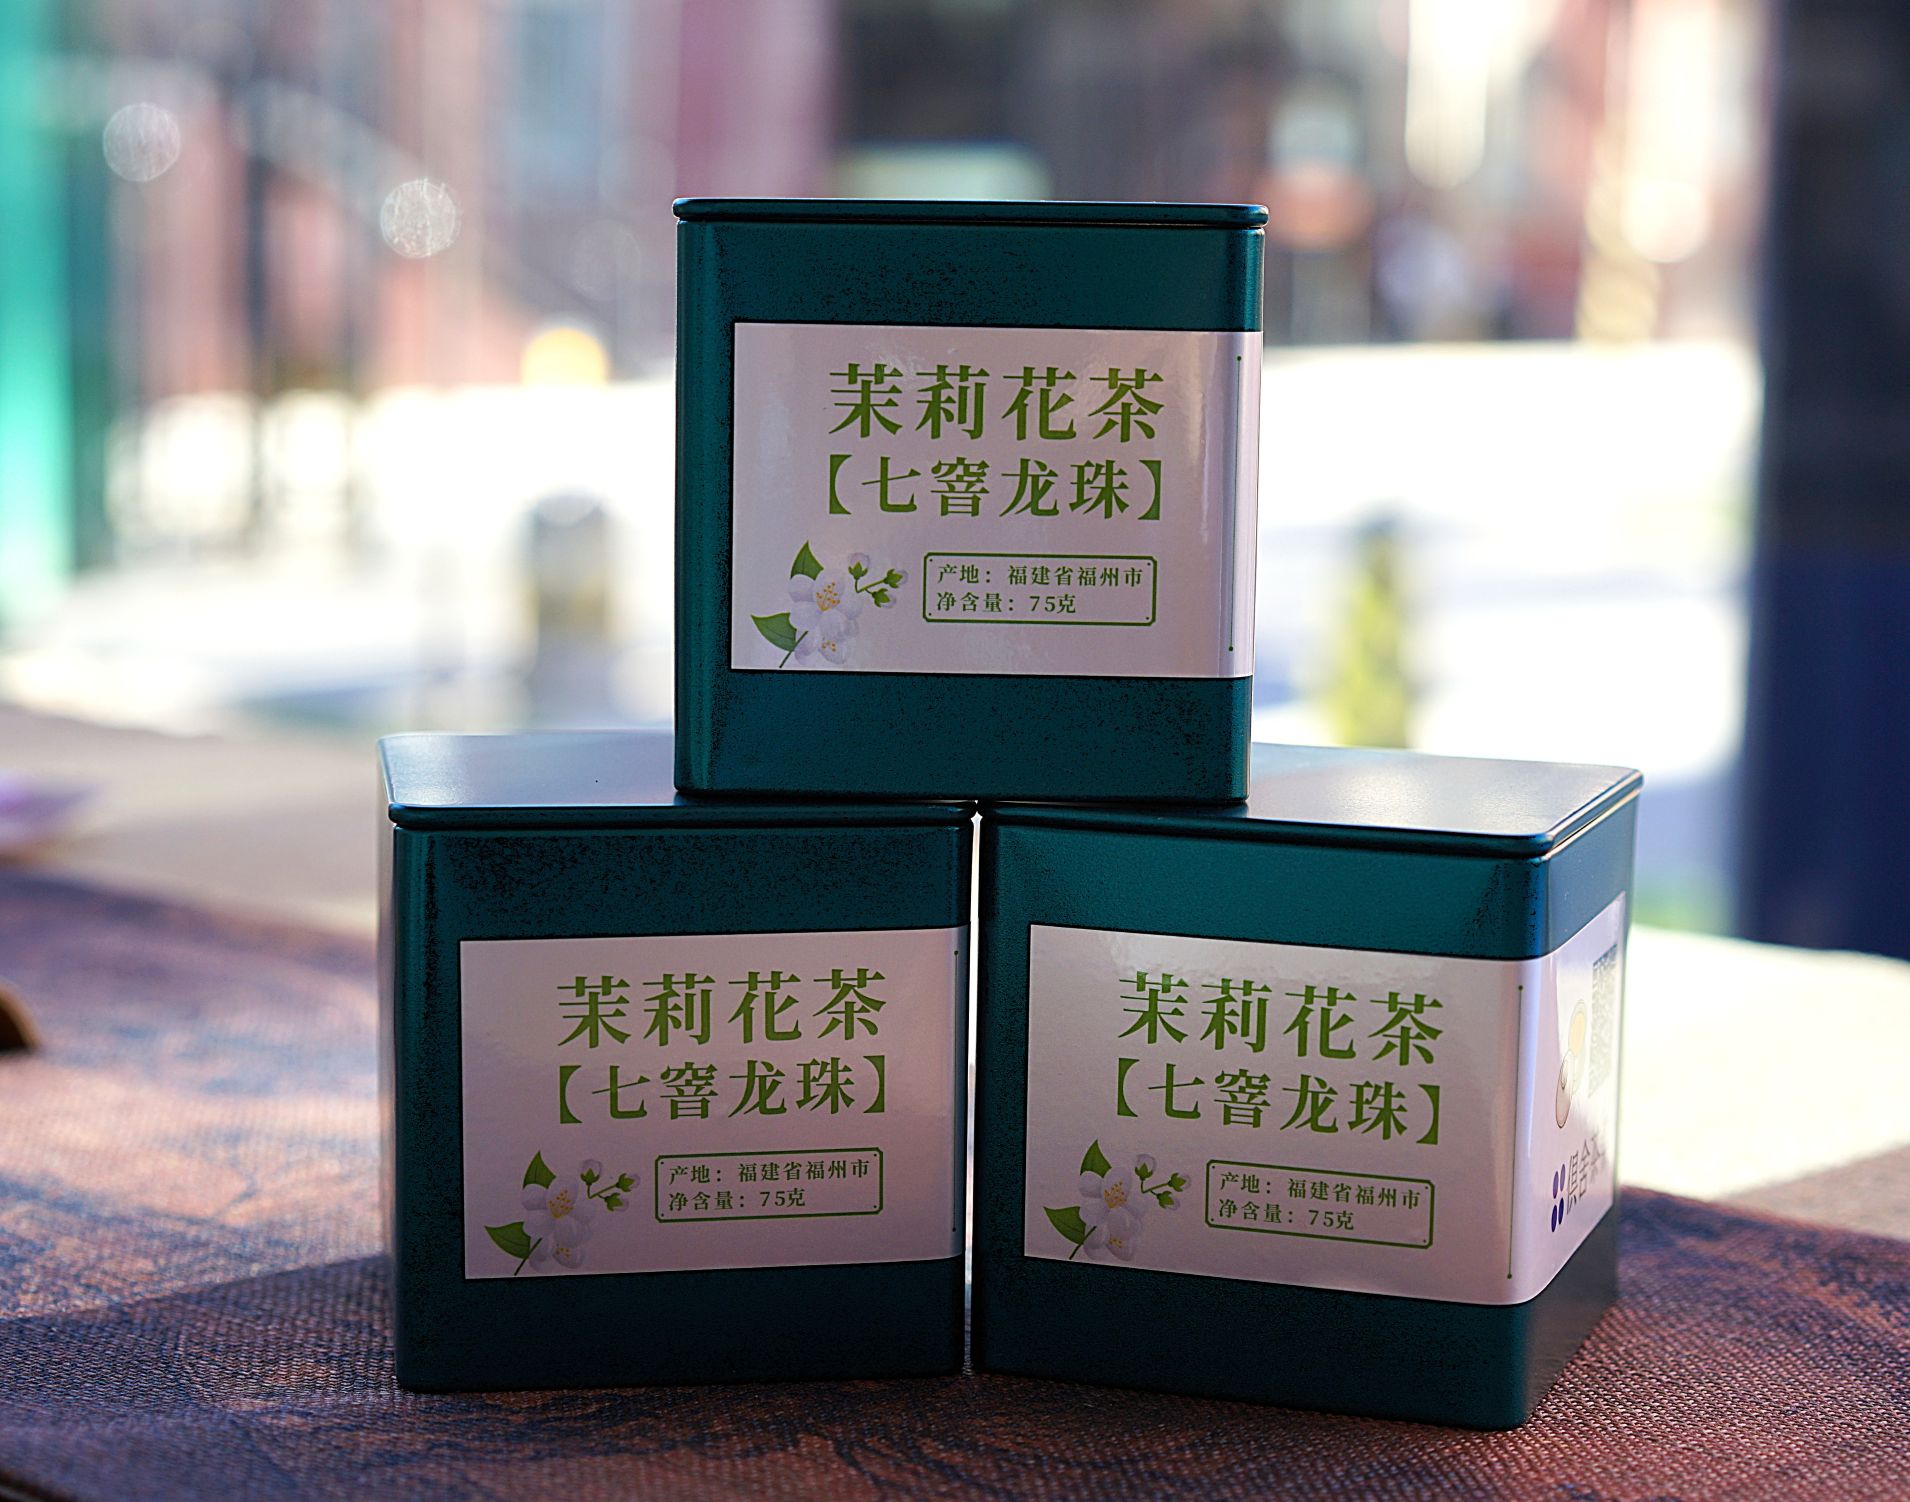 茉莉花茶
【七窨龙珠】
产地：福建省福州市
净含量：75克
茉莉花茶
【七窨龙珠】
产地：福建省福州市
净含量：75克
茉莉花茶
【七窨龙珠】
产地：福建省福州市
净含量：75克